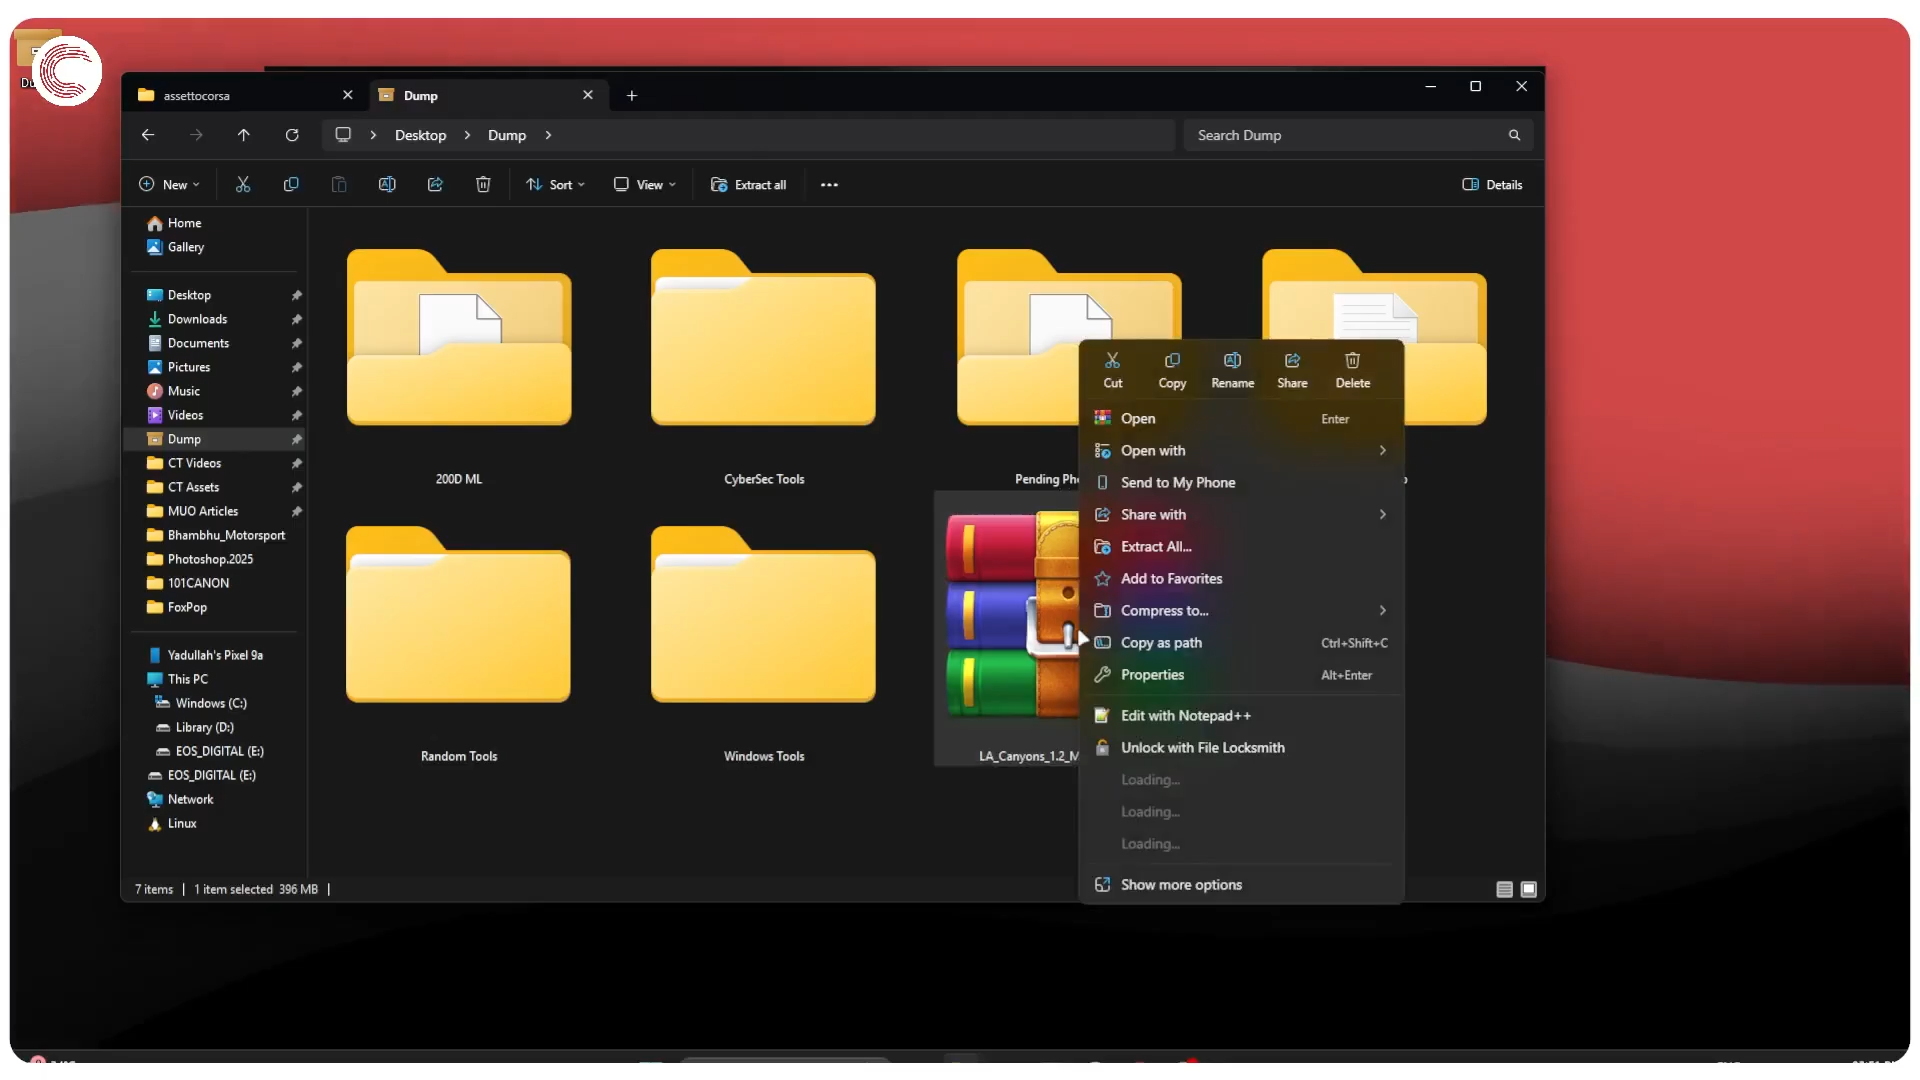 assettocorsa
Dump
Desktop
Dump
Search Dump
New
Sort
View
Extract all
Details
Home
Gallery
Desktop
Downloads
Documents
Pictures
Music
Videos
Dump
CT Videos
CT Assets
MUO Articles
Bhambhu_Motorsport
Photoshop.2025
101CANON
FoxPop
Yadullah's Pixel 9a
This PC
Windows (C:)
Library (D:)
EOS_DIGITAL (E:)
EOS_DIGITAL (E:)
Network
Linux
200D ML
CyberSec Tools
Pending Pho
Random Tools
Windows Tools
LA_Canyons_1.2_M
Cut
Copy
Rename
Share
Delete
Open Enter
Open with
Send to My Phone
Share with
Extract All...
Add to Favorites
Compress to...
Copy as path Ctrl+Shift+C
Properties Alt+Enter
Edit with Notepad++
Unlock with File Locksmith
Loading...
Loading...
Loading...
Show more options
7 items
1 item selected 396 MB